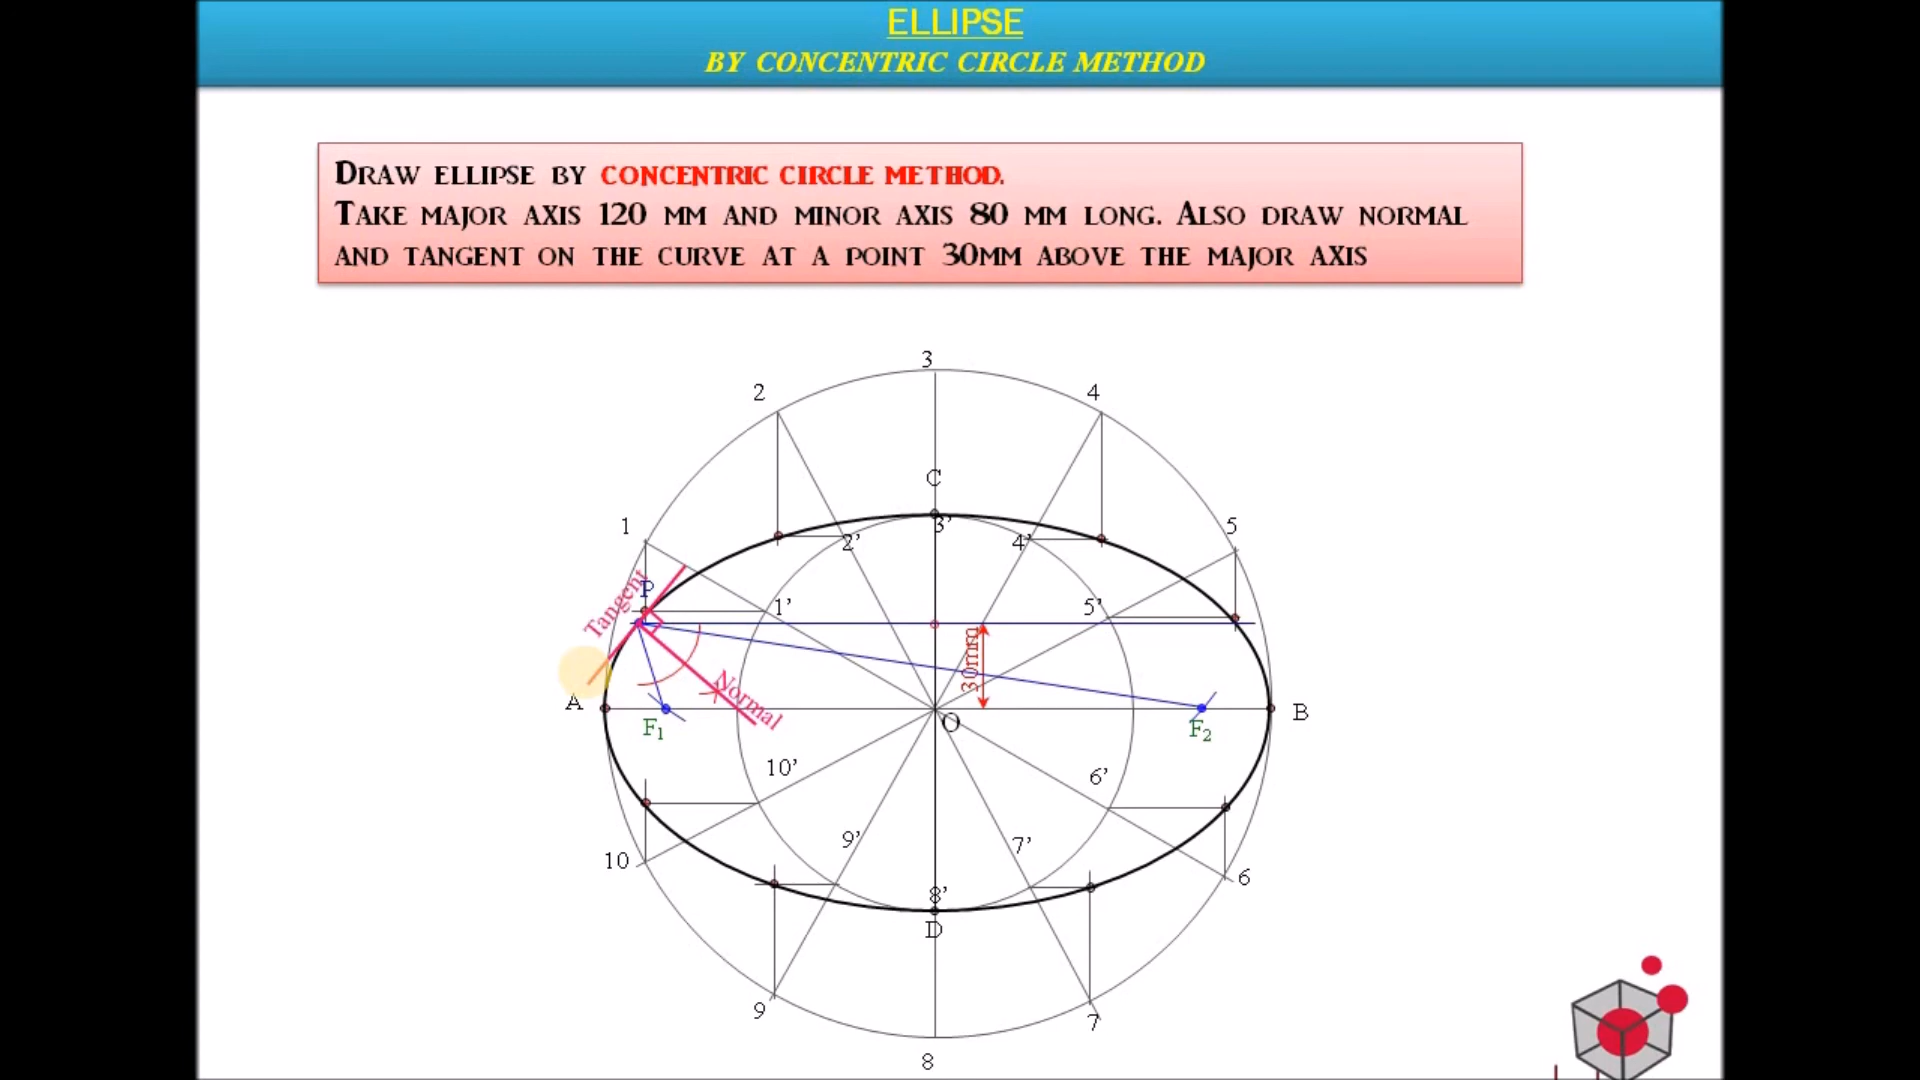 ELLIPSE
BY CONCENTRIC CIRCLE METHOD
DRAW ELLIPSE BY CONCENTRIC CIRCLE METHOD.
TAKE MAJOR AXIS 120 MM AND MINOR AXIS 80 MM LONG. ALSO DRAW NORMAL
AND TANGENT ON THE CURVE AT A POINT 30MM ABOVE THE MAJOR AXIS
3
2
4
C
1
5
3’
2’
4’
P
Tangent
1’
5’
30mm
Normal
A
F1
O
F2
B
10’
6’
9’
7’
10
6
8’
D
9
7
8